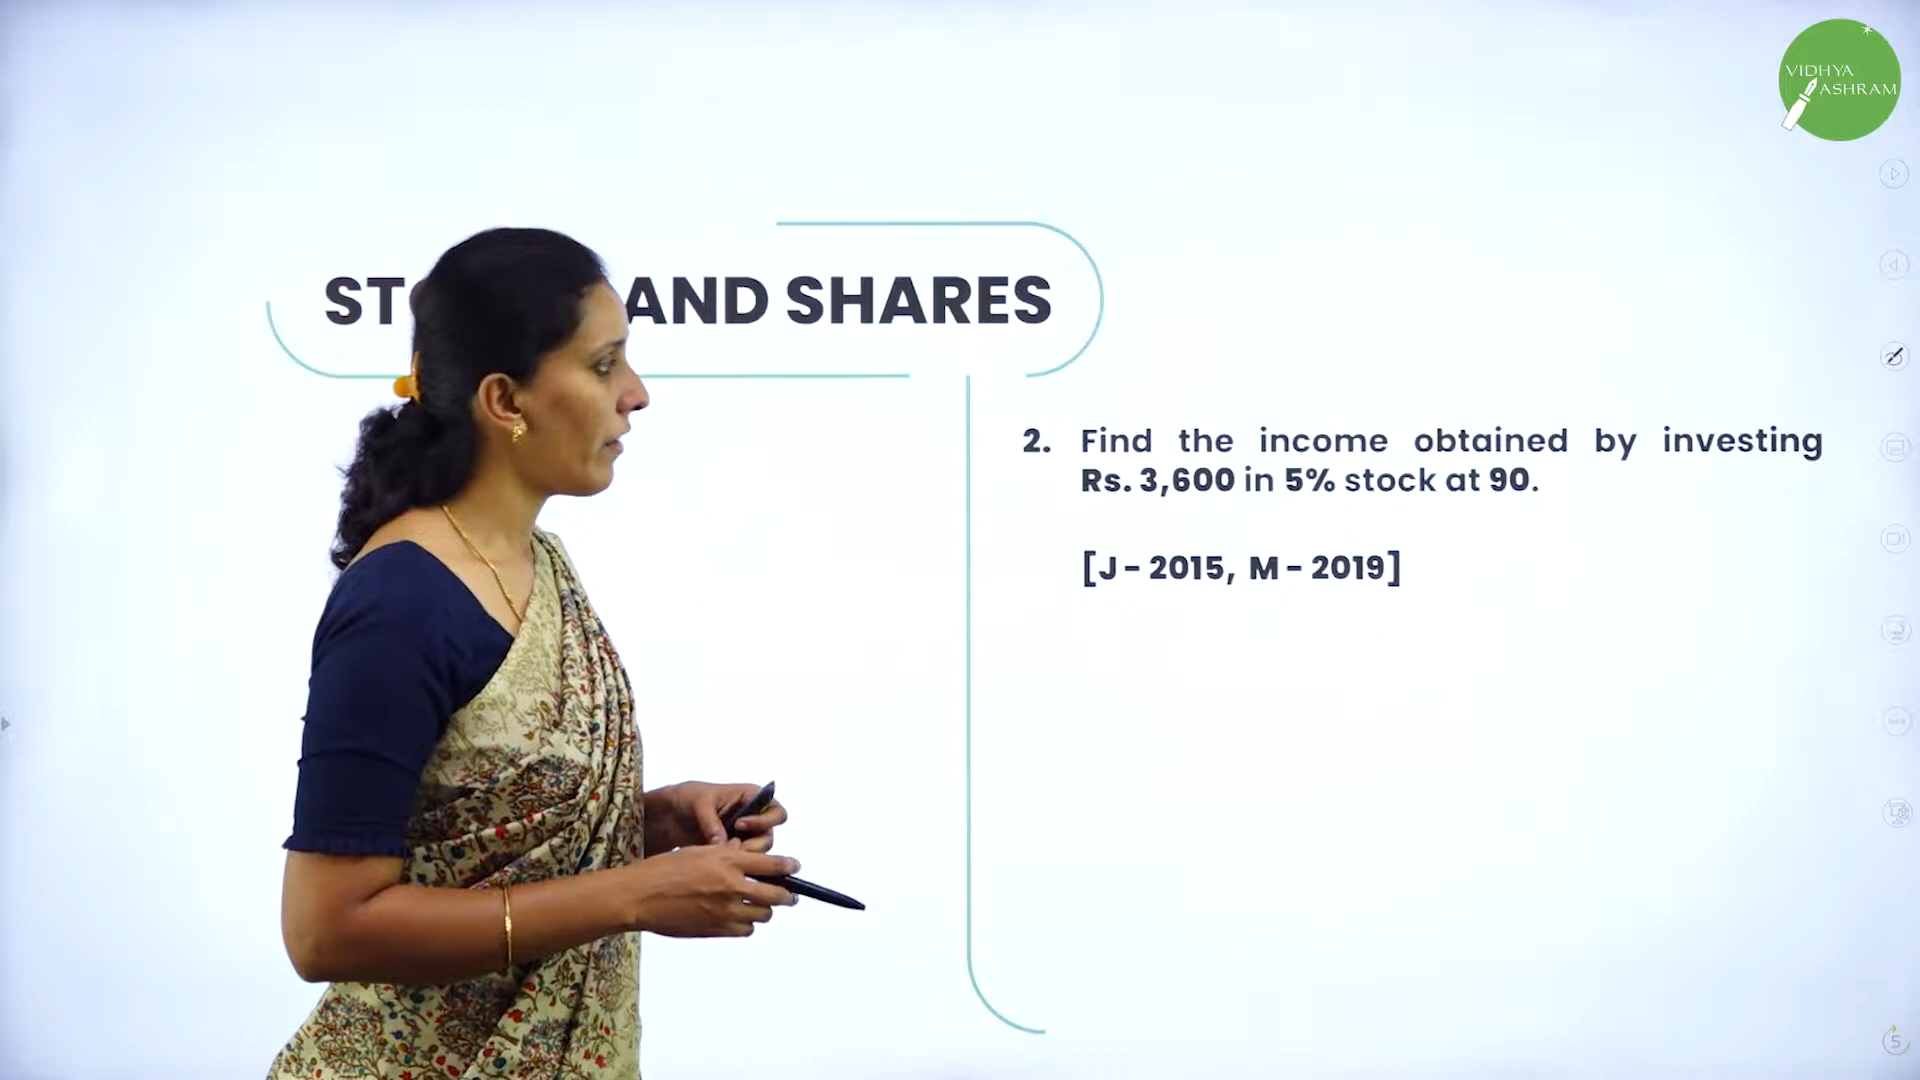 VIDHYA
ASHRAM
AND SHARES
2. Find the income obtained by investing
Rs. 3,600 in 5% stock at 90.
[J - 2015, M - 2019]
5